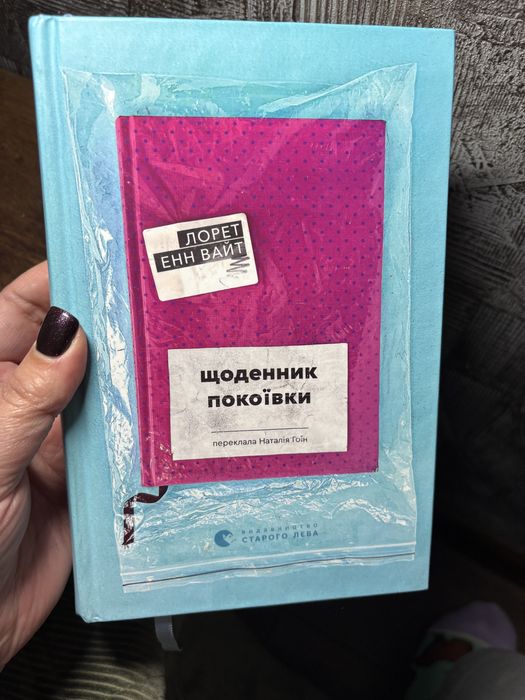 ЛОРЕТ
ЕНН ВАЙТ
щоденник
покоївки
переклала Наталія Гоїн
видавництво
СТАРОГО ЛЕВА